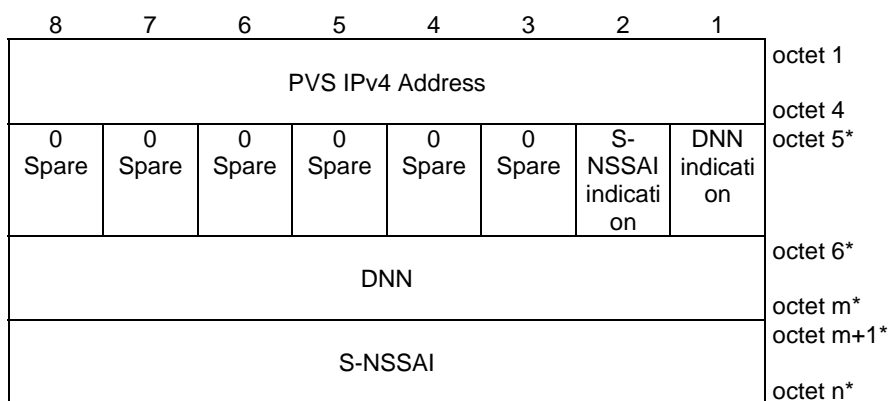 8 7 6 5 4 3 2 1
octet 1
PVS IPv4 Address
octet 4
0 0 0 0 0 0 S- DNN octet 5*
Spare Spare Spare Spare Spare Spare NSSAI indicati
indicati on
on
octet 6*
DNN
octet m*
octet m+1*
S-NSSAI
octet n*